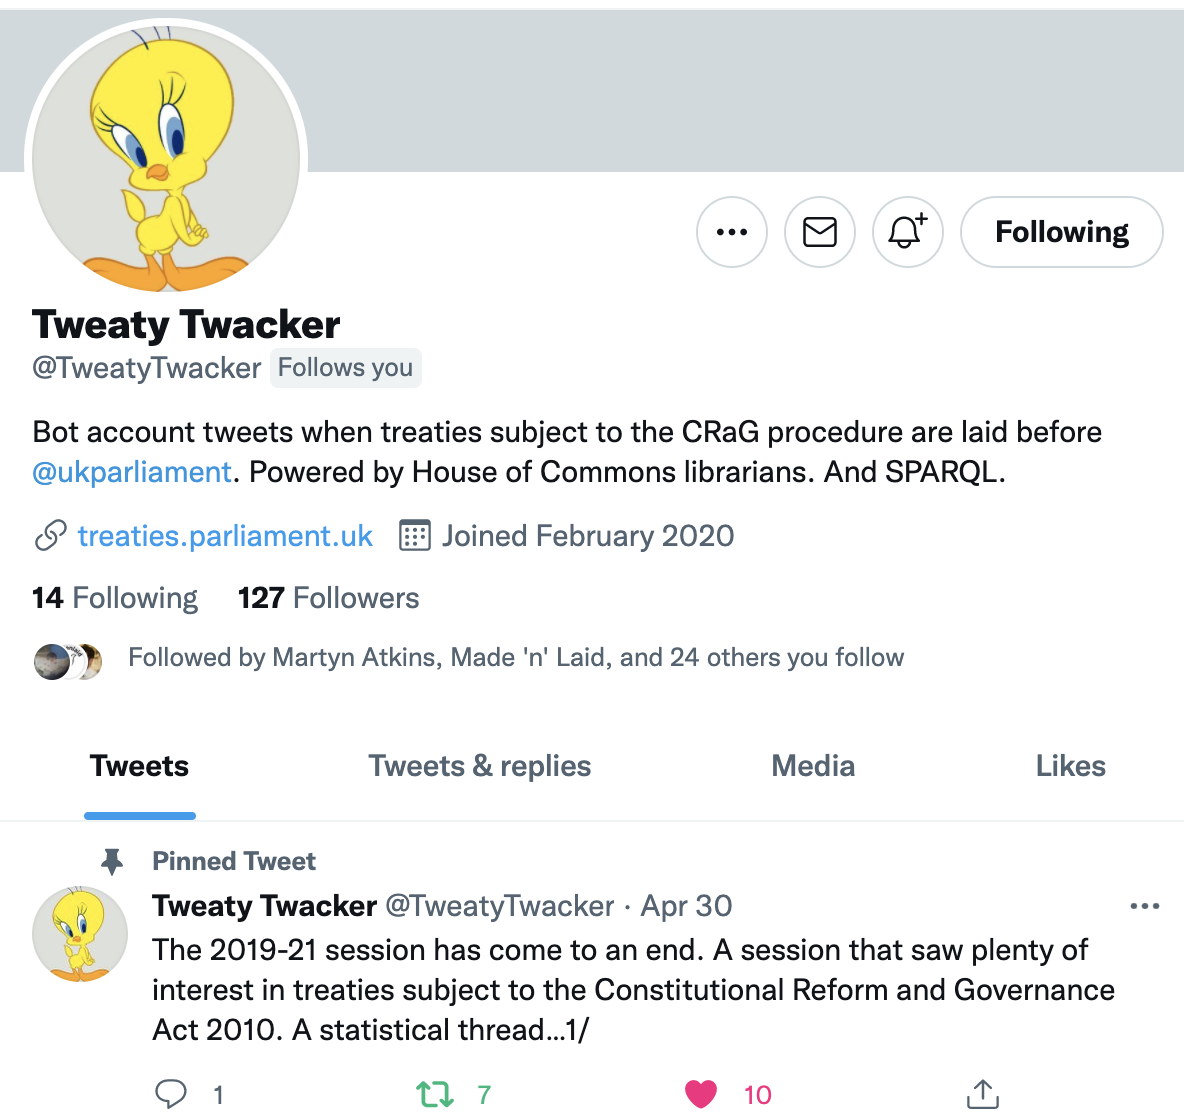 Following
Tweaty Twacker
@TweatyTwacker Follows you
Bot account tweets when treaties subject to the CRaG procedure are laid before
@ukparliament. Powered by House of Commons librarians. And SPARQL.
treaties.parliament.uk Joined February 2020
14 Following 127 Followers
Followed by Martyn Atkins, Made 'n' Laid, and 24 others you follow
Tweets Tweets & replies Media Likes
Pinned Tweet
Tweaty Twacker @TweatyTwacker · Apr 30
The 2019-21 session has come to an end. A session that saw plenty of
interest in treaties subject to the Constitutional Reform and Governance
Act 2010. A statistical thread...1/
1 7 10